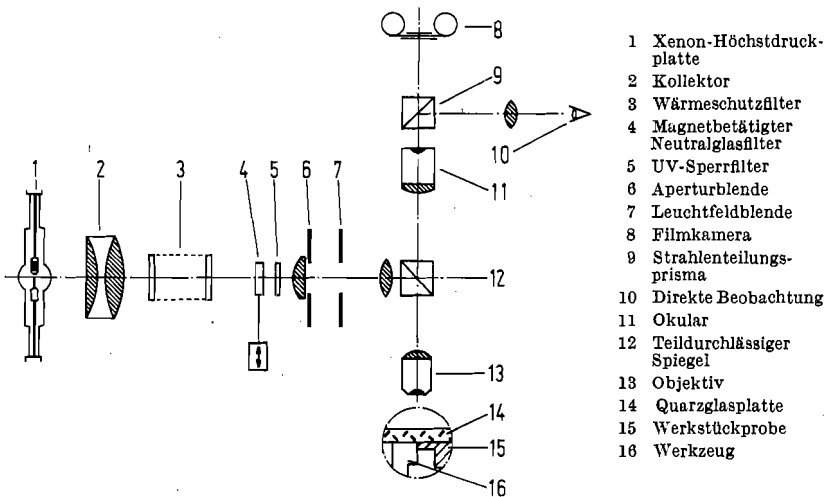 8
9
10
11
1
2
3
4
5
6
7
12
13
14
15
16
1 Xenon-Höchstdruck-
platte
2 Kollektor
3 Wärmeschutzfilter
4 Magnetbetätigter
Neutralglasfilter
5 UV-Sperrfilter
6 Aperturblende
7 Leuchtfeldblende
8 Filmkamera
9 Strahlenteilungs-
prisma
10 Direkte Beobachtung
11 Okular
12 Teildurchlässiger
Spiegel
13 Objektiv
14 Quarzglasplatte
15 Werkstückprobe
16 Werkzeug